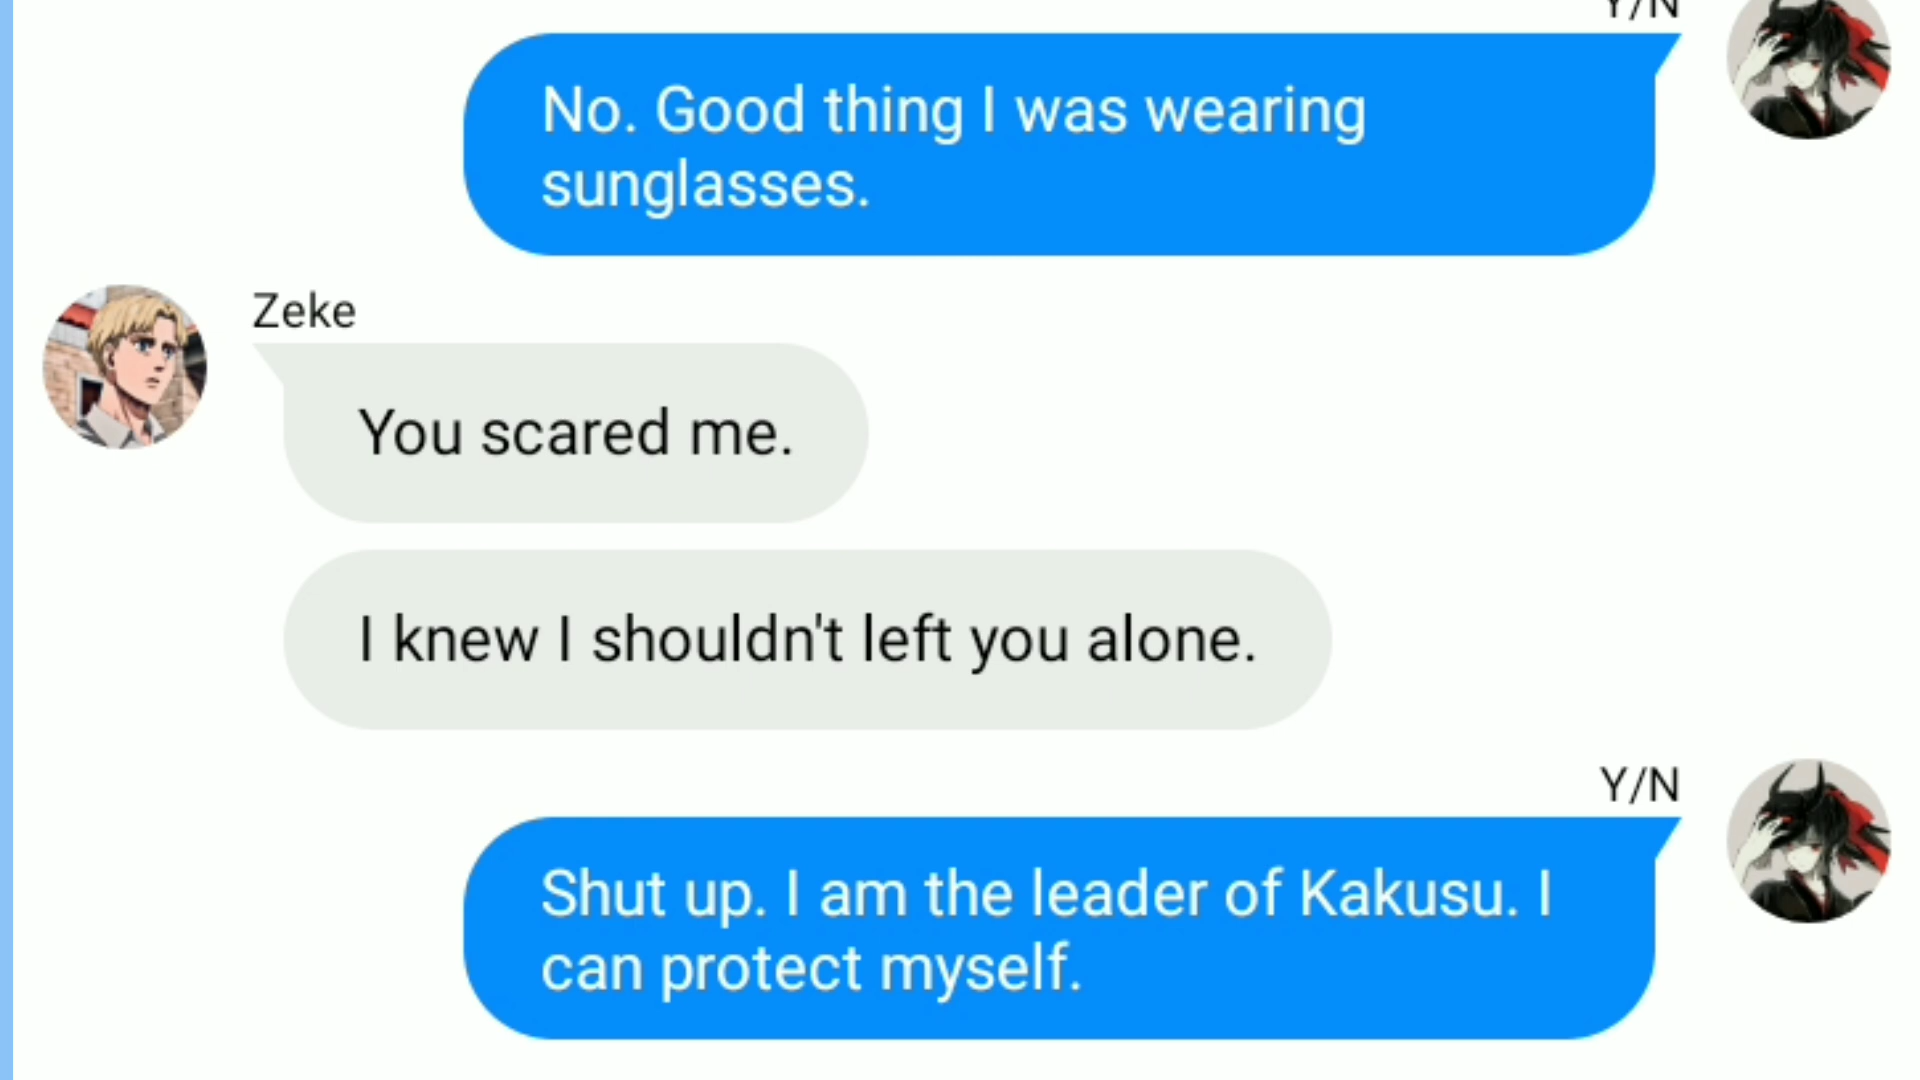 Y/N
No. Good thing I was wearing
sunglasses.
Zeke
You scared me.
I knew I shouldn't left you alone.
Y/N
Shut up. I am the leader of Kakusu. I
can protect myself.